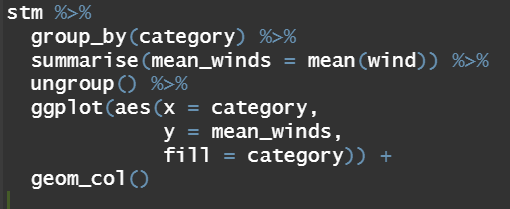 stm %>%
  group_by(category) %>%
  summarise(mean_winds = mean(wind)) %>%
  ungroup() %>%
  ggplot(aes(x = category,
             y = mean_winds,
             fill = category)) +
  geom_col()